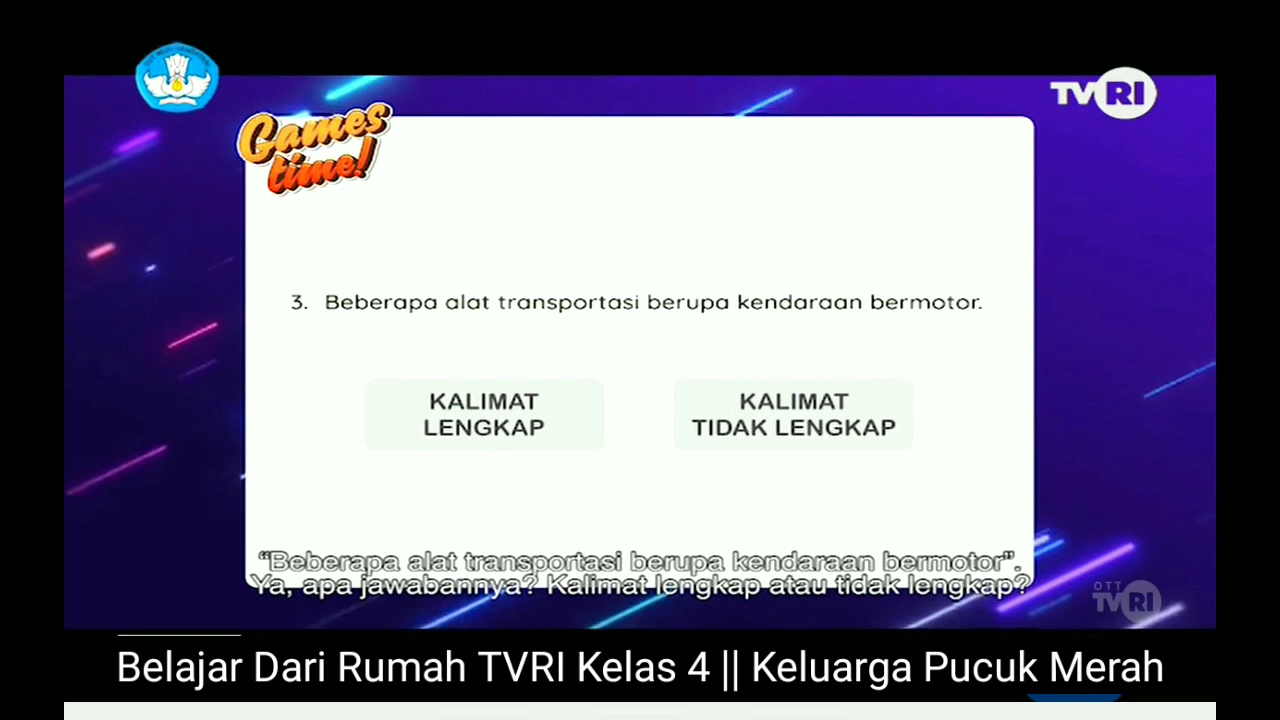 TVRI
Games
time!
3. Beberapa alat transportasi berupa kendaraan bermotor.
KALIMAT
LENGKAP
KALIMAT
TIDAK LENGKAP
“Beberapa alat transportasi berupa kendaraan bermotor”.
Ya, apa jawabannya? Kalimat lengkap atau tidak lengkap?
OTT
TVRI
Belajar Dari Rumah TVRI Kelas 4 || Keluarga Pucuk Merah